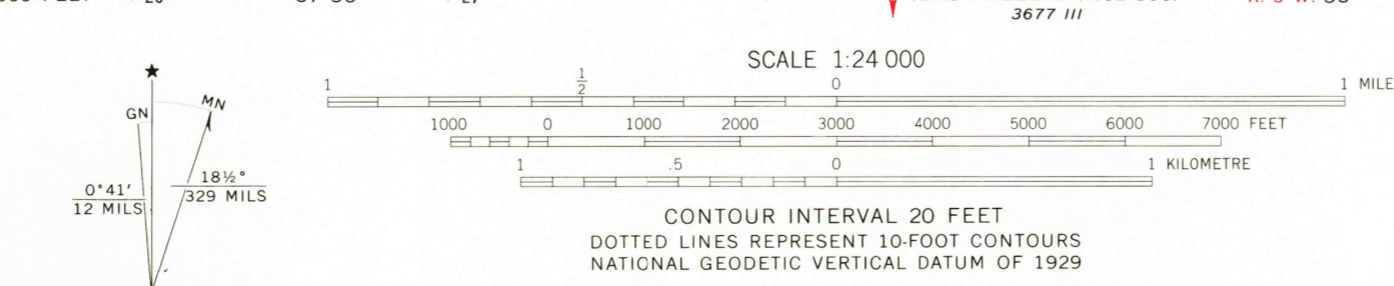 FEET
3677 III
SCALE 1:24 000
1 1/2 0 1 MILE
1000 0 1000 2000 3000 4000 5000 6000 7000 FEET
1 .5 0 1 KILOMETRE
CONTOUR INTERVAL 20 FEET
DOTTED LINES REPRESENT 10-FOOT CONTOURS
NATIONAL GEODETIC VERTICAL DATUM OF 1929
★
GN
MN
0°41′
12 MILS
18½°
329 MILS